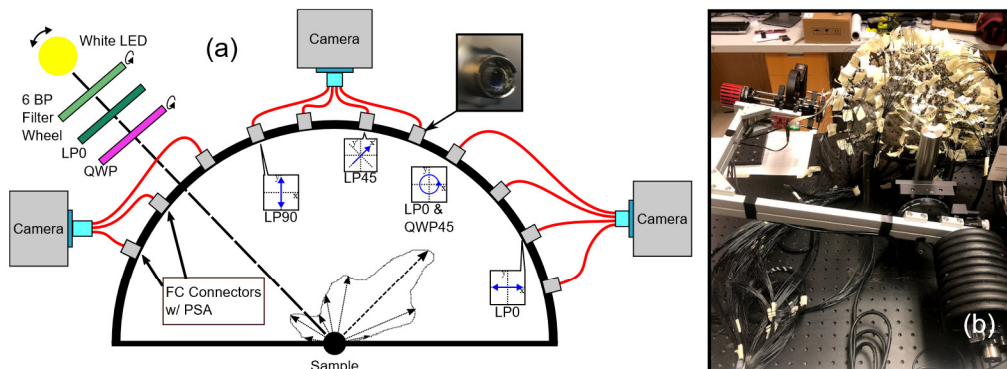 White LED
(a)
Camera
6 BP
Filter
Wheel
LP0
QWP
y
x
LP90
y
x
LP45
y
x
LP0 &
QWP45
Camera
Camera
FC Connectors
w/ PSA
y
x
LP0
Sample
(b)